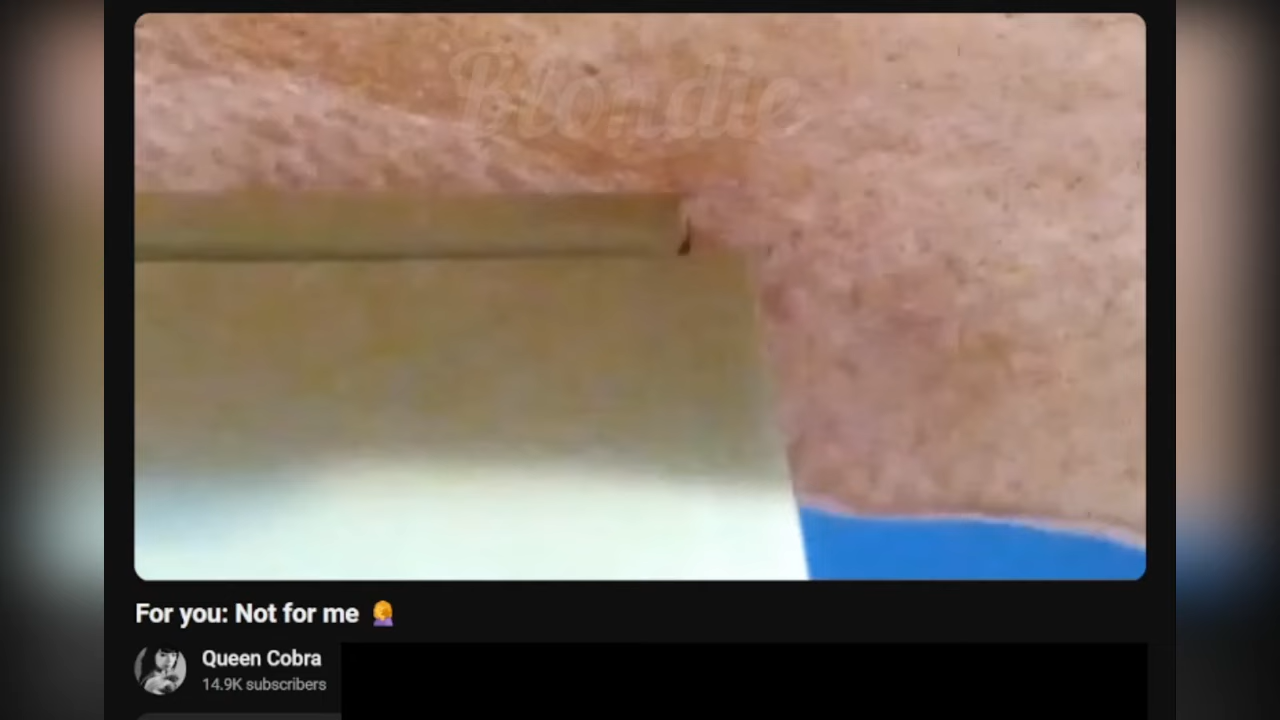 Blondie
For you: Not for me 🤦‍♀️
Queen Cobra
14.9K subscribers